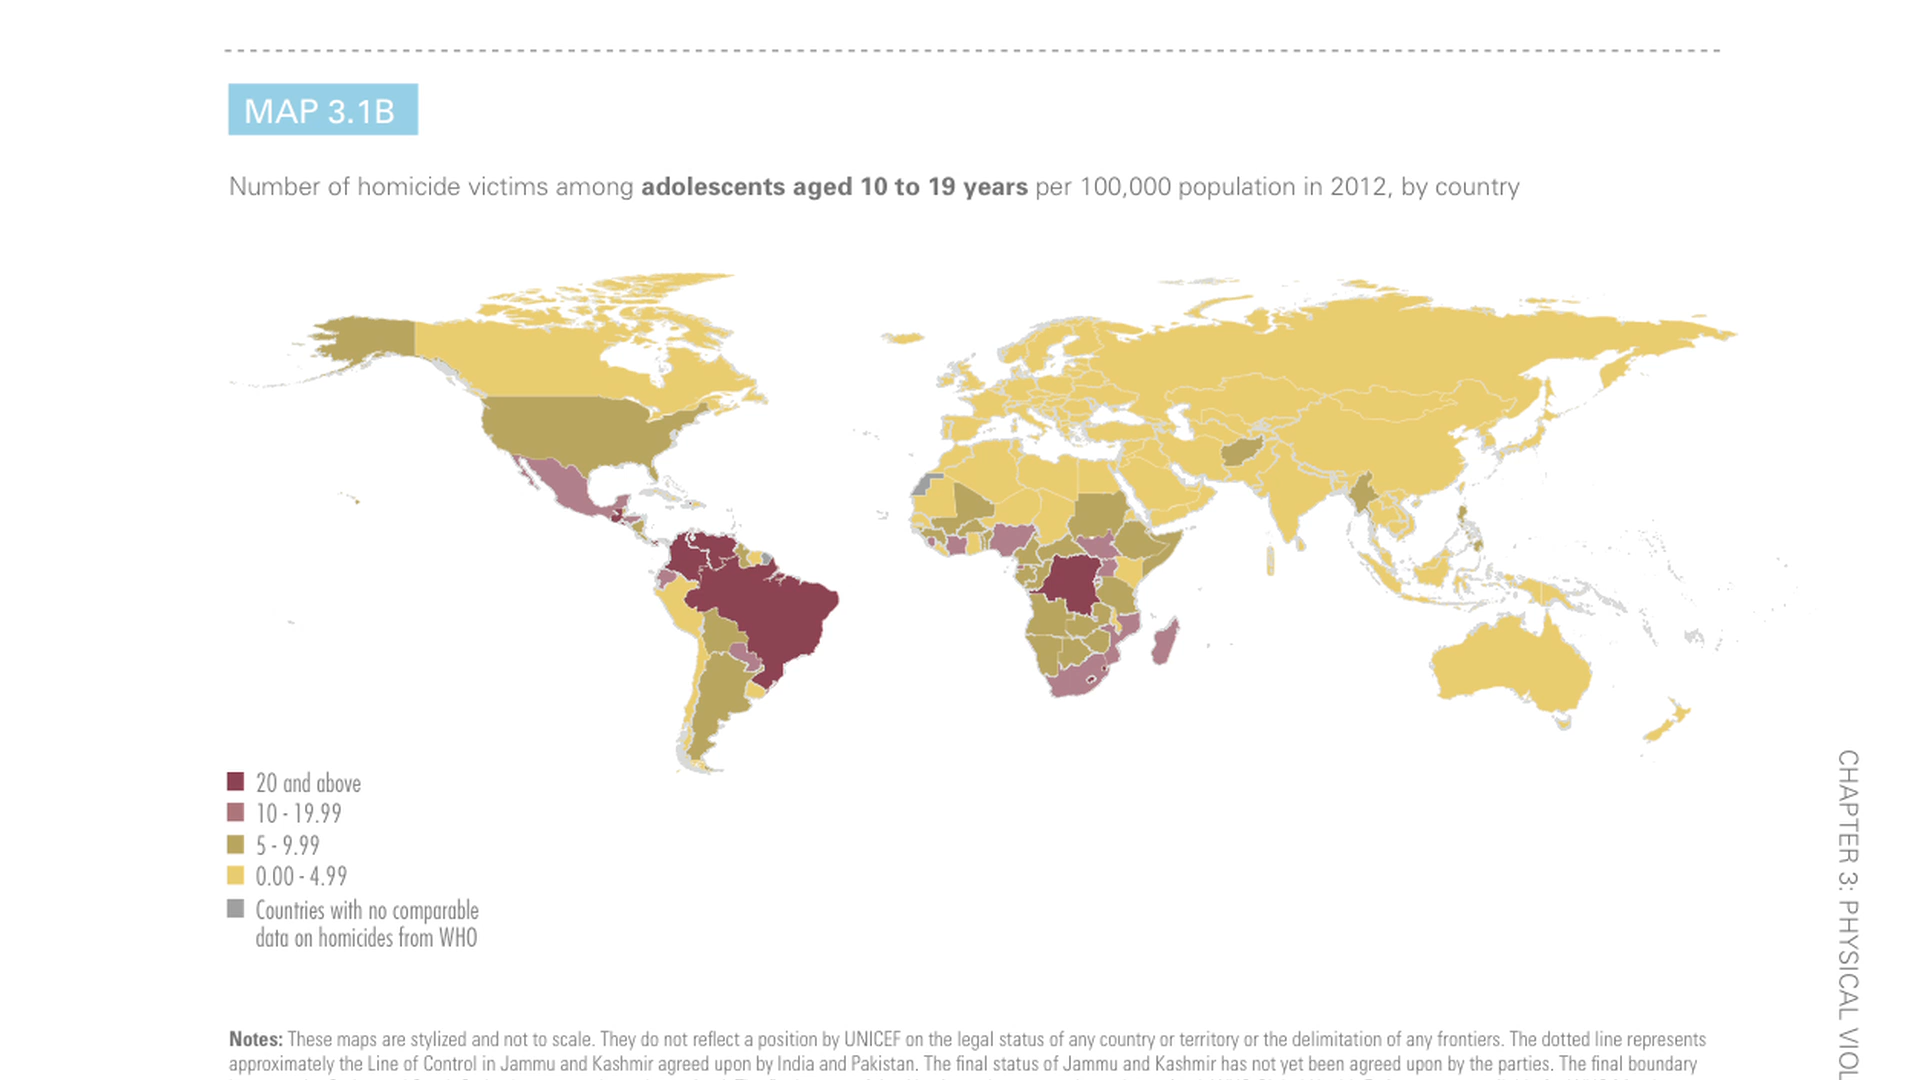 MAP 3.1B
Number of homicide victims among adolescents aged 10 to 19 years per 100,000 population in 2012, by country
20 and above
10 - 19.99
5 - 9.99
0.00 - 4.99
Countries with no comparable
data on homicides from WHO
CHAPTER 3: PHYSICAL VIOL
Notes: These maps are stylized and not to scale. They do not reflect a position by UNICEF on the legal status of any country or territory or the delimitation of any frontiers. The dotted line represents
approximately the Line of Control in Jammu and Kashmir agreed upon by India and Pakistan. The final status of Jammu and Kashmir has not yet been agreed upon by the parties. The final boundary